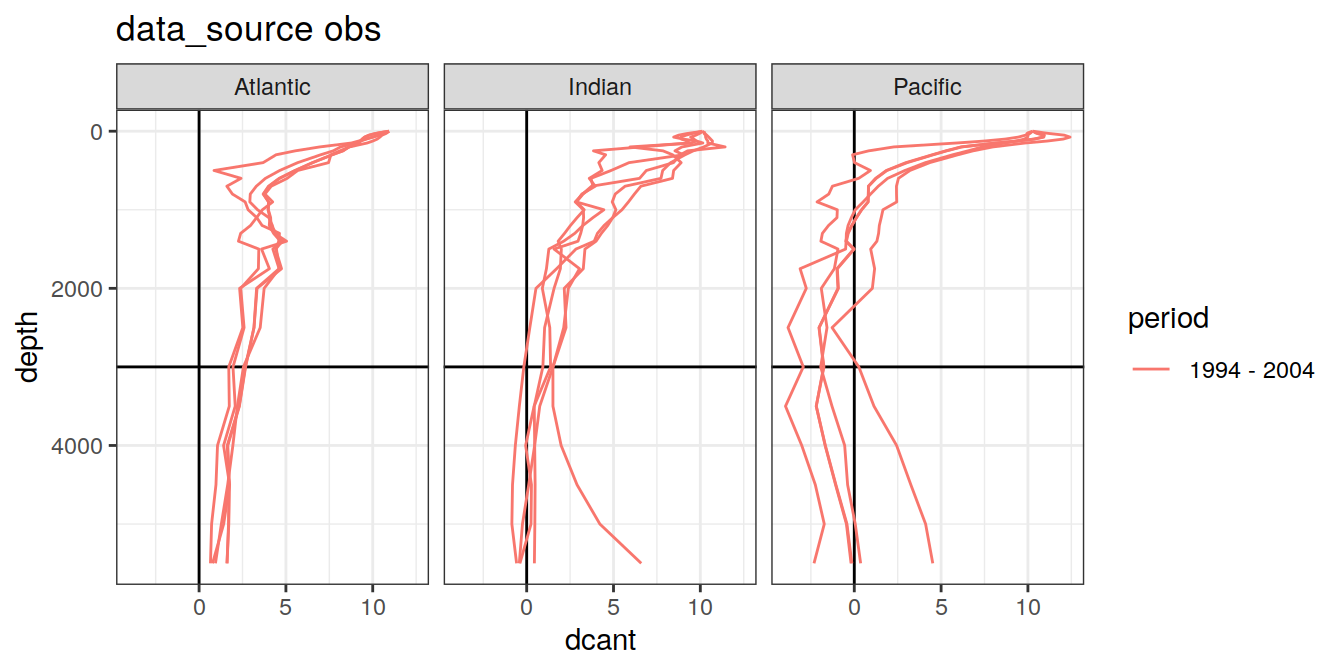 data_source obs
Atlantic
Indian
Pacific
0
2000
4000
depth
0 5 10
0 5 10
0 5 10
dcant
period
1994 - 2004